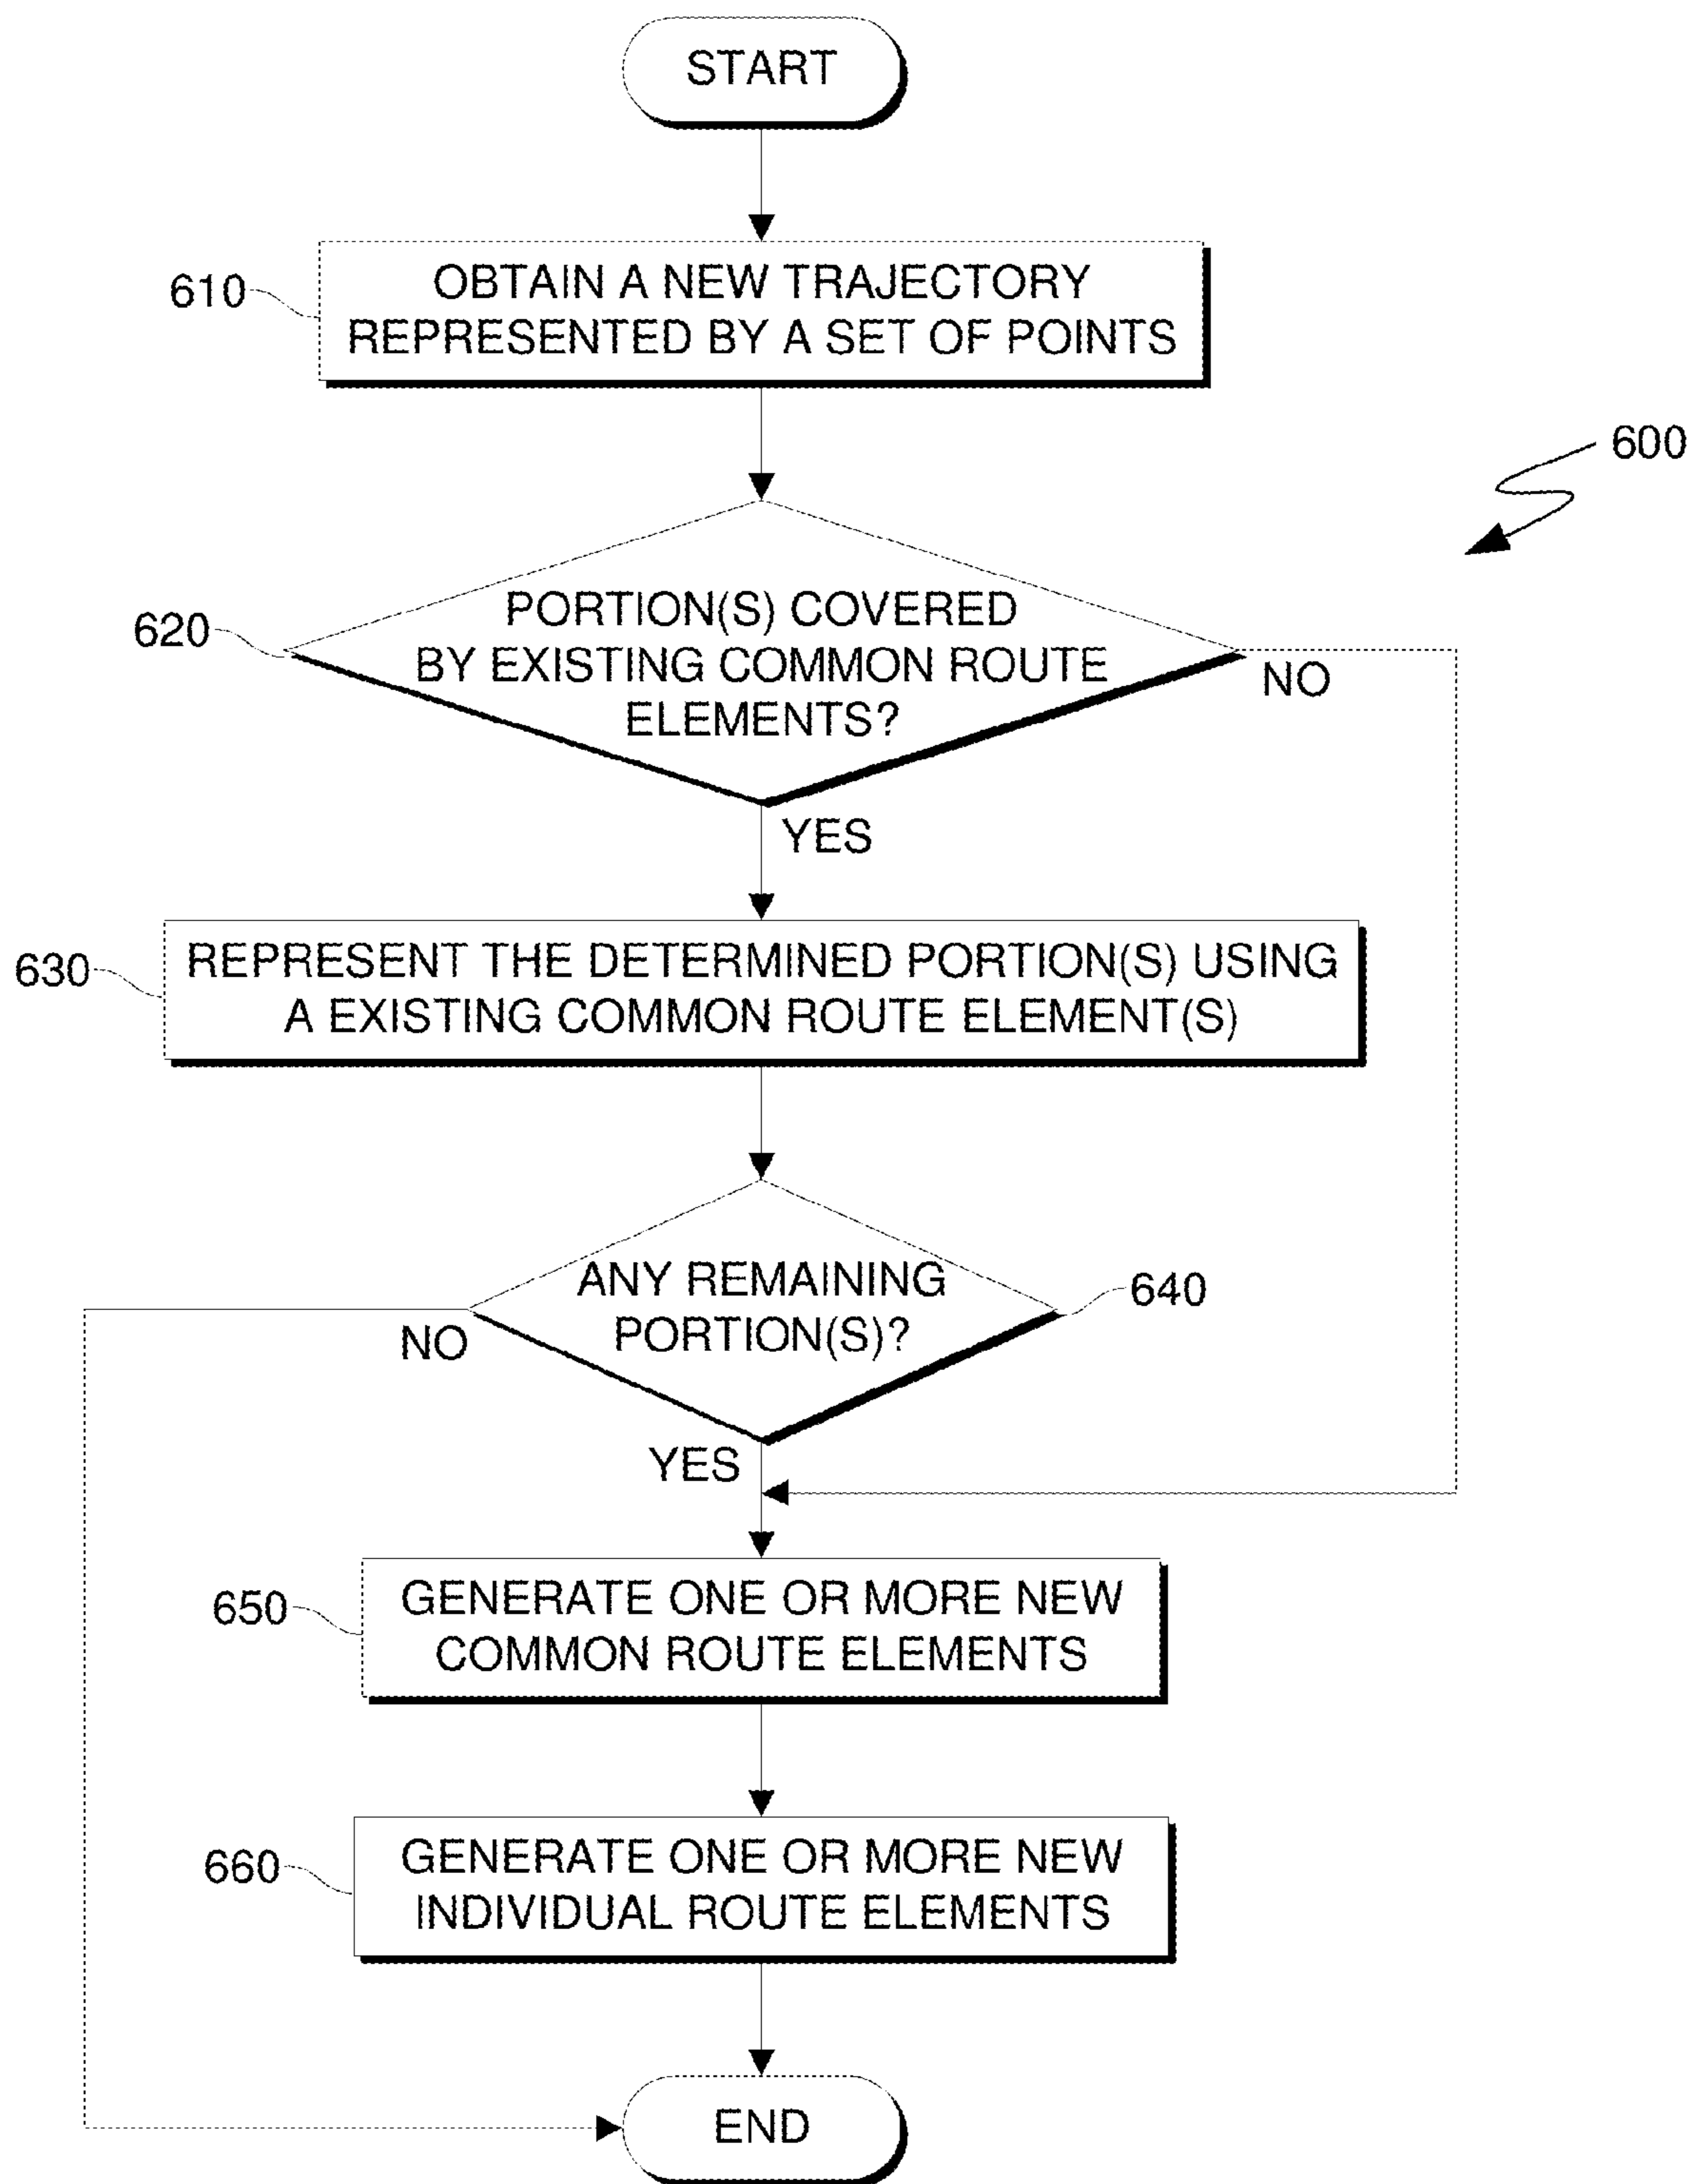 START
610
OBTAIN A NEW TRAJECTORY
REPRESENTED BY A SET OF POINTS
600
620
PORTION(S) COVERED
BY EXISTING COMMON ROUTE
ELEMENTS?
NO
YES
630
REPRESENT THE DETERMINED PORTION(S) USING
A EXISTING COMMON ROUTE ELEMENT(S)
ANY REMAINING
PORTION(S)?
640
NO
YES
650
GENERATE ONE OR MORE NEW
COMMON ROUTE ELEMENTS
660
GENERATE ONE OR MORE NEW
INDIVIDUAL ROUTE ELEMENTS
END